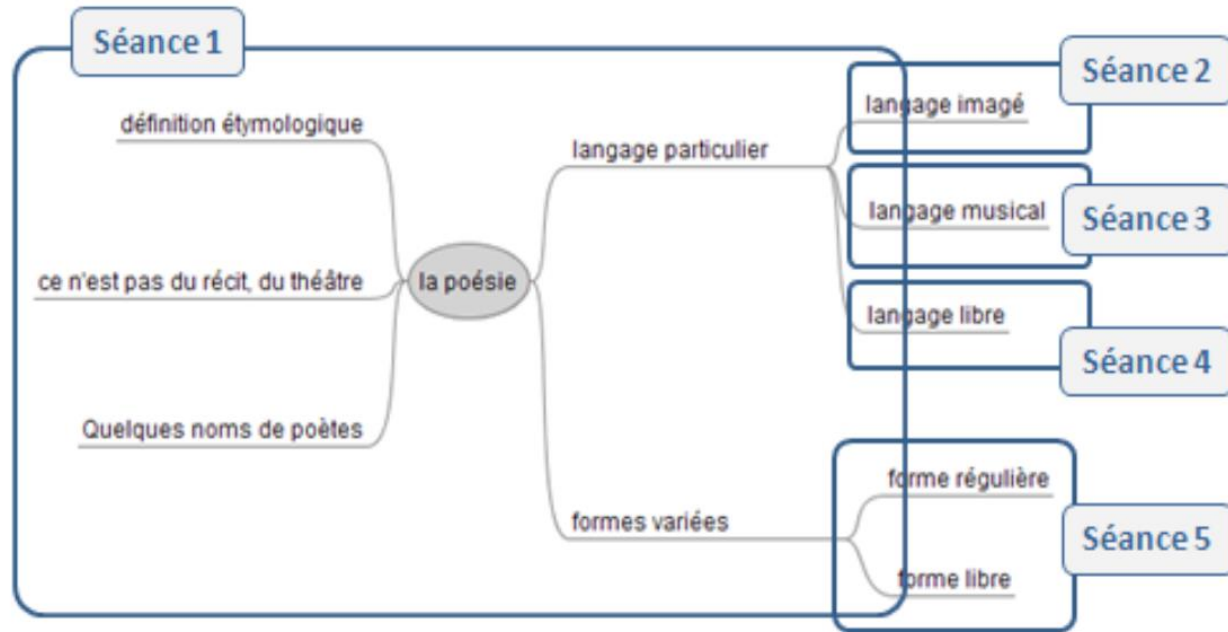 Séance 1
définition étymologique
ce n'est pas du récit, du théâtre
Quelques noms de poètes
la poésie
langage particulier
formes variées
Séance 2
langage imagé
Séance 3
langage musical
Séance 4
langage libre
Séance 5
forme régulière
forme libre